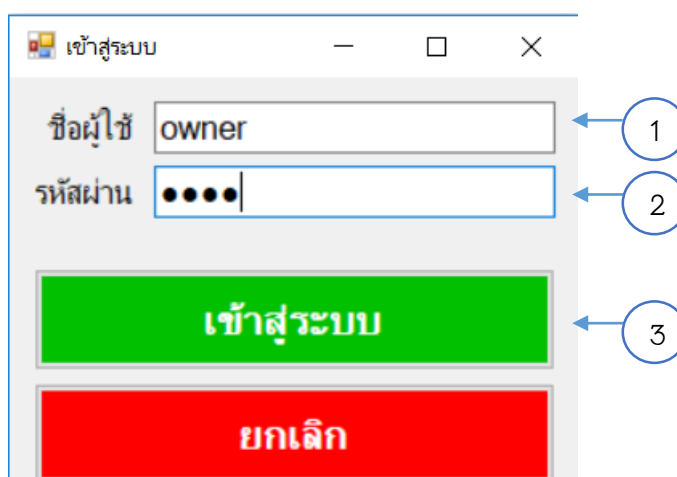 เข้าสู่ระบบ
ชื่อผู้ใช้ owner 1
รหัสผ่าน ●●●● 2
เข้าสู่ระบบ 3
ยกเลิก